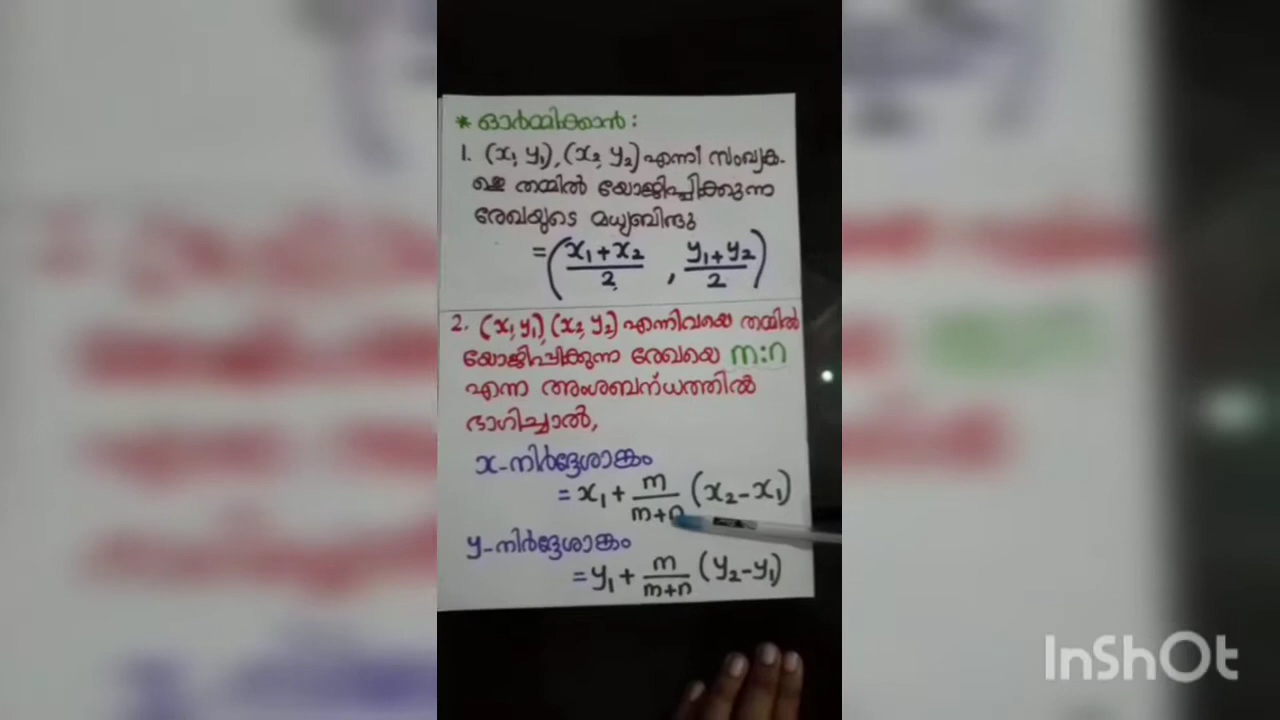 * ഓർമ്മിക്കാൻ :
1. (x₁, y₁), (x₂, y₂) എന്നീ സംഖ്യക-
ളെ തമ്മിൽ യോജിപ്പിക്കുന്ന
രേഖയുടെ മധ്യബിന്ദു
= ( x₁+x₂ / 2 , y₁+y₂ / 2 )
2. (x₁, y₁), (x₂, y₂) എന്നിവയെ തമ്മിൽ
യോജിപ്പിക്കുന്ന രേഖയെ m:n
എന്ന അംശബന്ധത്തിൽ
ഭാഗിച്ചാൽ,
x-നിർദ്ദേശാങ്കം
= x₁ + m / m+n (x₂-x₁)
y-നിർദ്ദേശാങ്കം
= y₁ + m / m+n (y₂-y₁)
InShOt